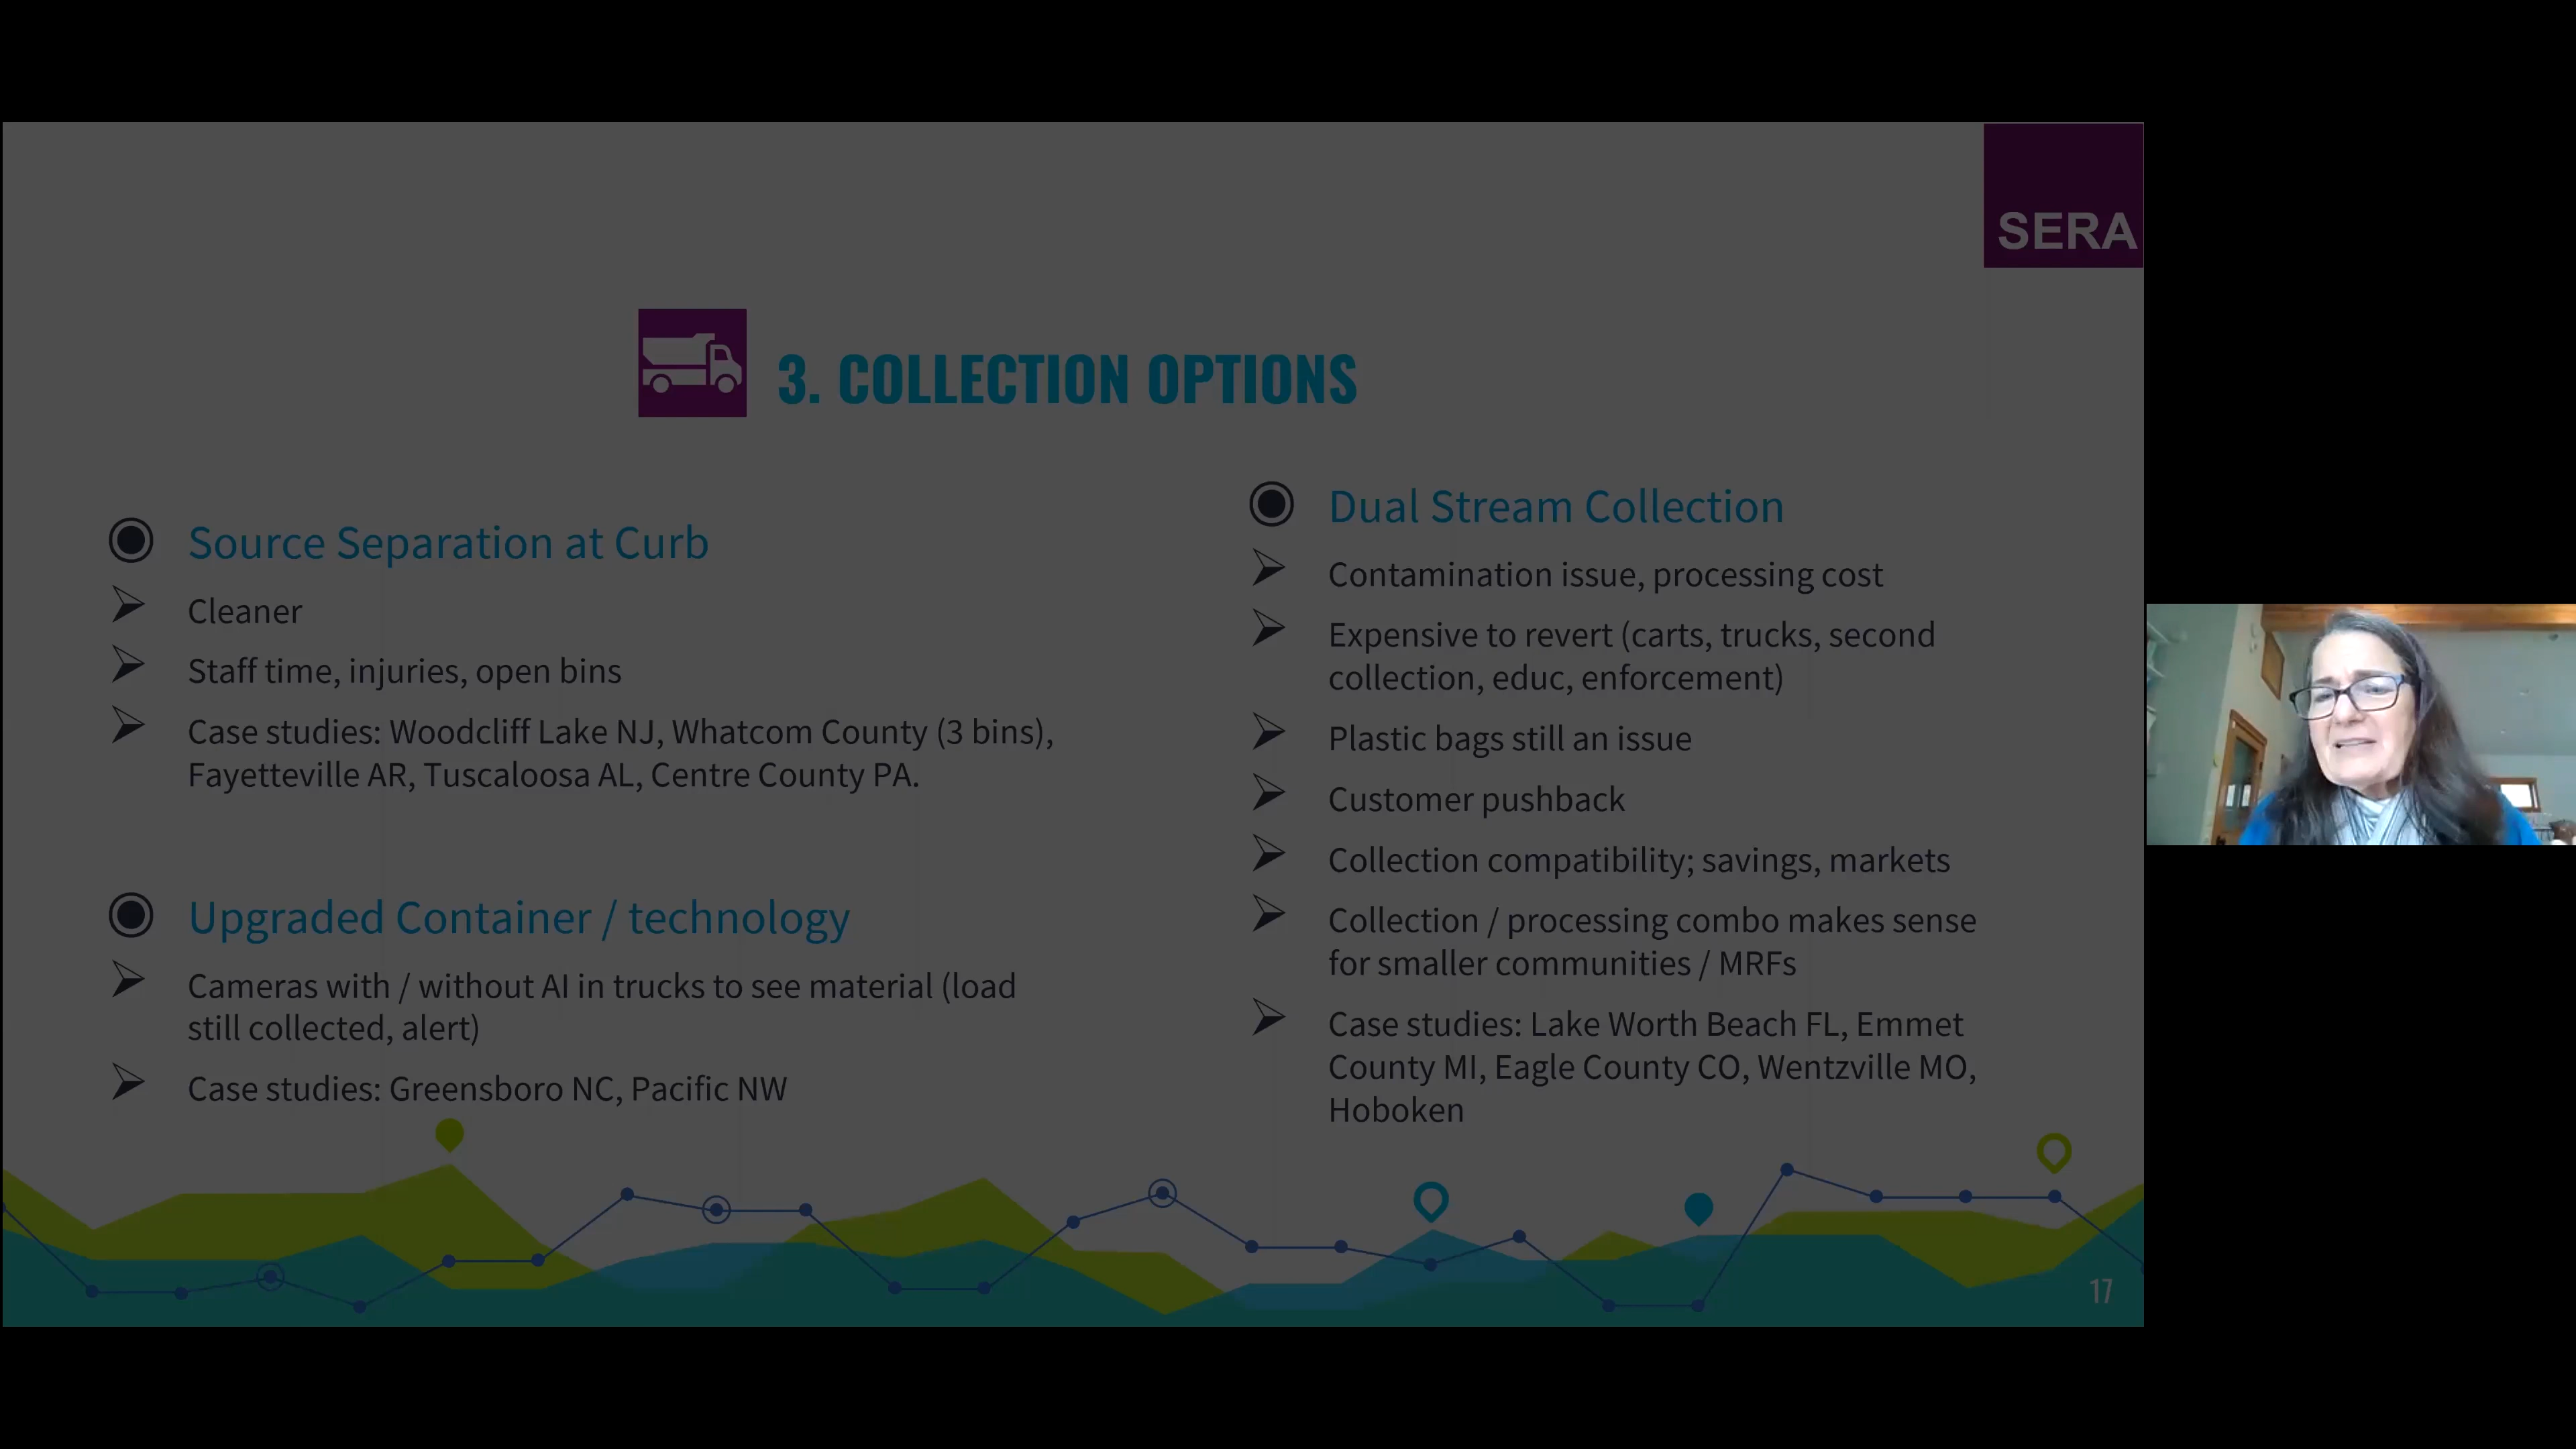 SERA
3. COLLECTION OPTIONS
Source Separation at Curb
Cleaner
Staff time, injuries, open bins
Case studies: Woodcliff Lake NJ, Whatcom County (3 bins),
Fayetteville AR, Tuscaloosa AL, Centre County PA.
Upgraded Container / technology
Cameras with / without AI in trucks to see material (load
still collected, alert)
Case studies: Greensboro NC, Pacific NW
Dual Stream Collection
Contamination issue, processing cost
Expensive to revert (carts, trucks, second
collection, educ, enforcement)
Plastic bags still an issue
Customer pushback
Collection compatibility; savings, markets
Collection / processing combo makes sense
for smaller communities / MRFs
Case studies: Lake Worth Beach FL, Emmet
County MI, Eagle County CO, Wentzville MO,
Hoboken
17